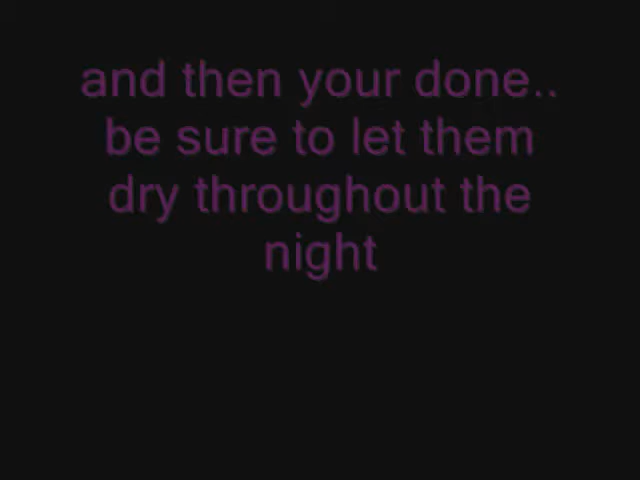 and then your done..
be sure to let them
dry throughout the
night